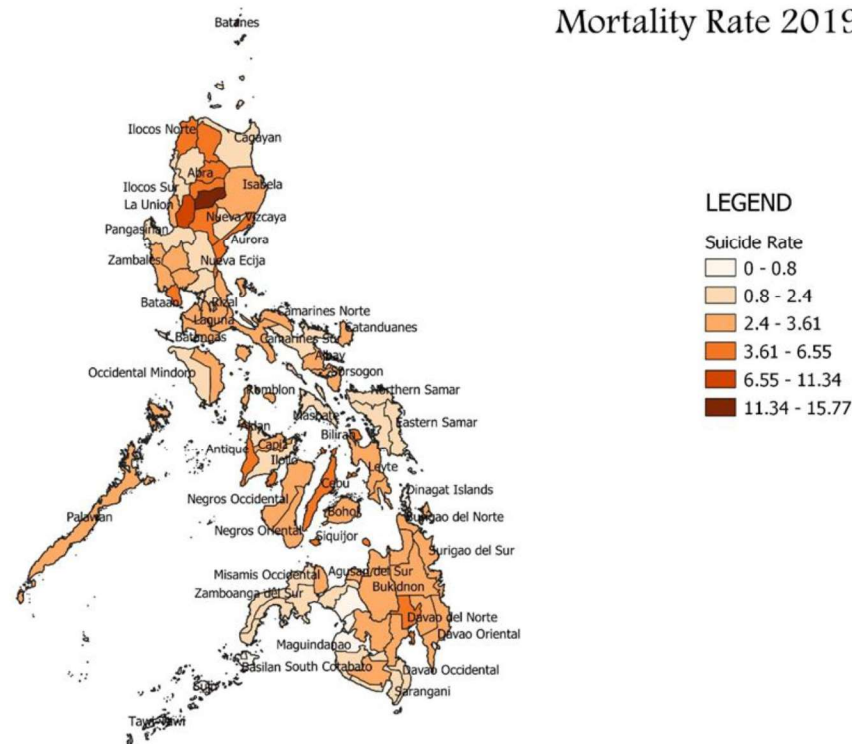 Mortality Rate 2019
Batanes
Ilocos Norte
Cagayan
Abra
Ilocos Sur
Isabela
La Union
Nueva Vizcaya
Pangasinan
Aurora
Zambales
Nueva Ecija
Bataan
Rizal
Laguna
Camarines Norte
Catanduanes
Batangas
Camarines Sur
Albay
Sorsogon
Occidental Mindoro
Romblon
Northern Samar
Masbate
Eastern Samar
Aklan
Biliran
Antique
Capiz
Iloilo
Leyte
Cebu
Dinagat Islands
Negros Occidental
Bohol
Palawan
Surigao del Norte
Negros Oriental
Siquijor
Surigao del Sur
Misamis Occidental
Agusan del Sur
Bukidnon
Zamboanga del Sur
Davao del Norte
Davao Oriental
Maguindanao
Basilan
South Cotabato
Davao Occidental
Sulu
Sarangani
Tawi-Tawi
LEGEND
Suicide Rate
0 - 0.8
0.8 - 2.4
2.4 - 3.61
3.61 - 6.55
6.55 - 11.34
11.34 - 15.77